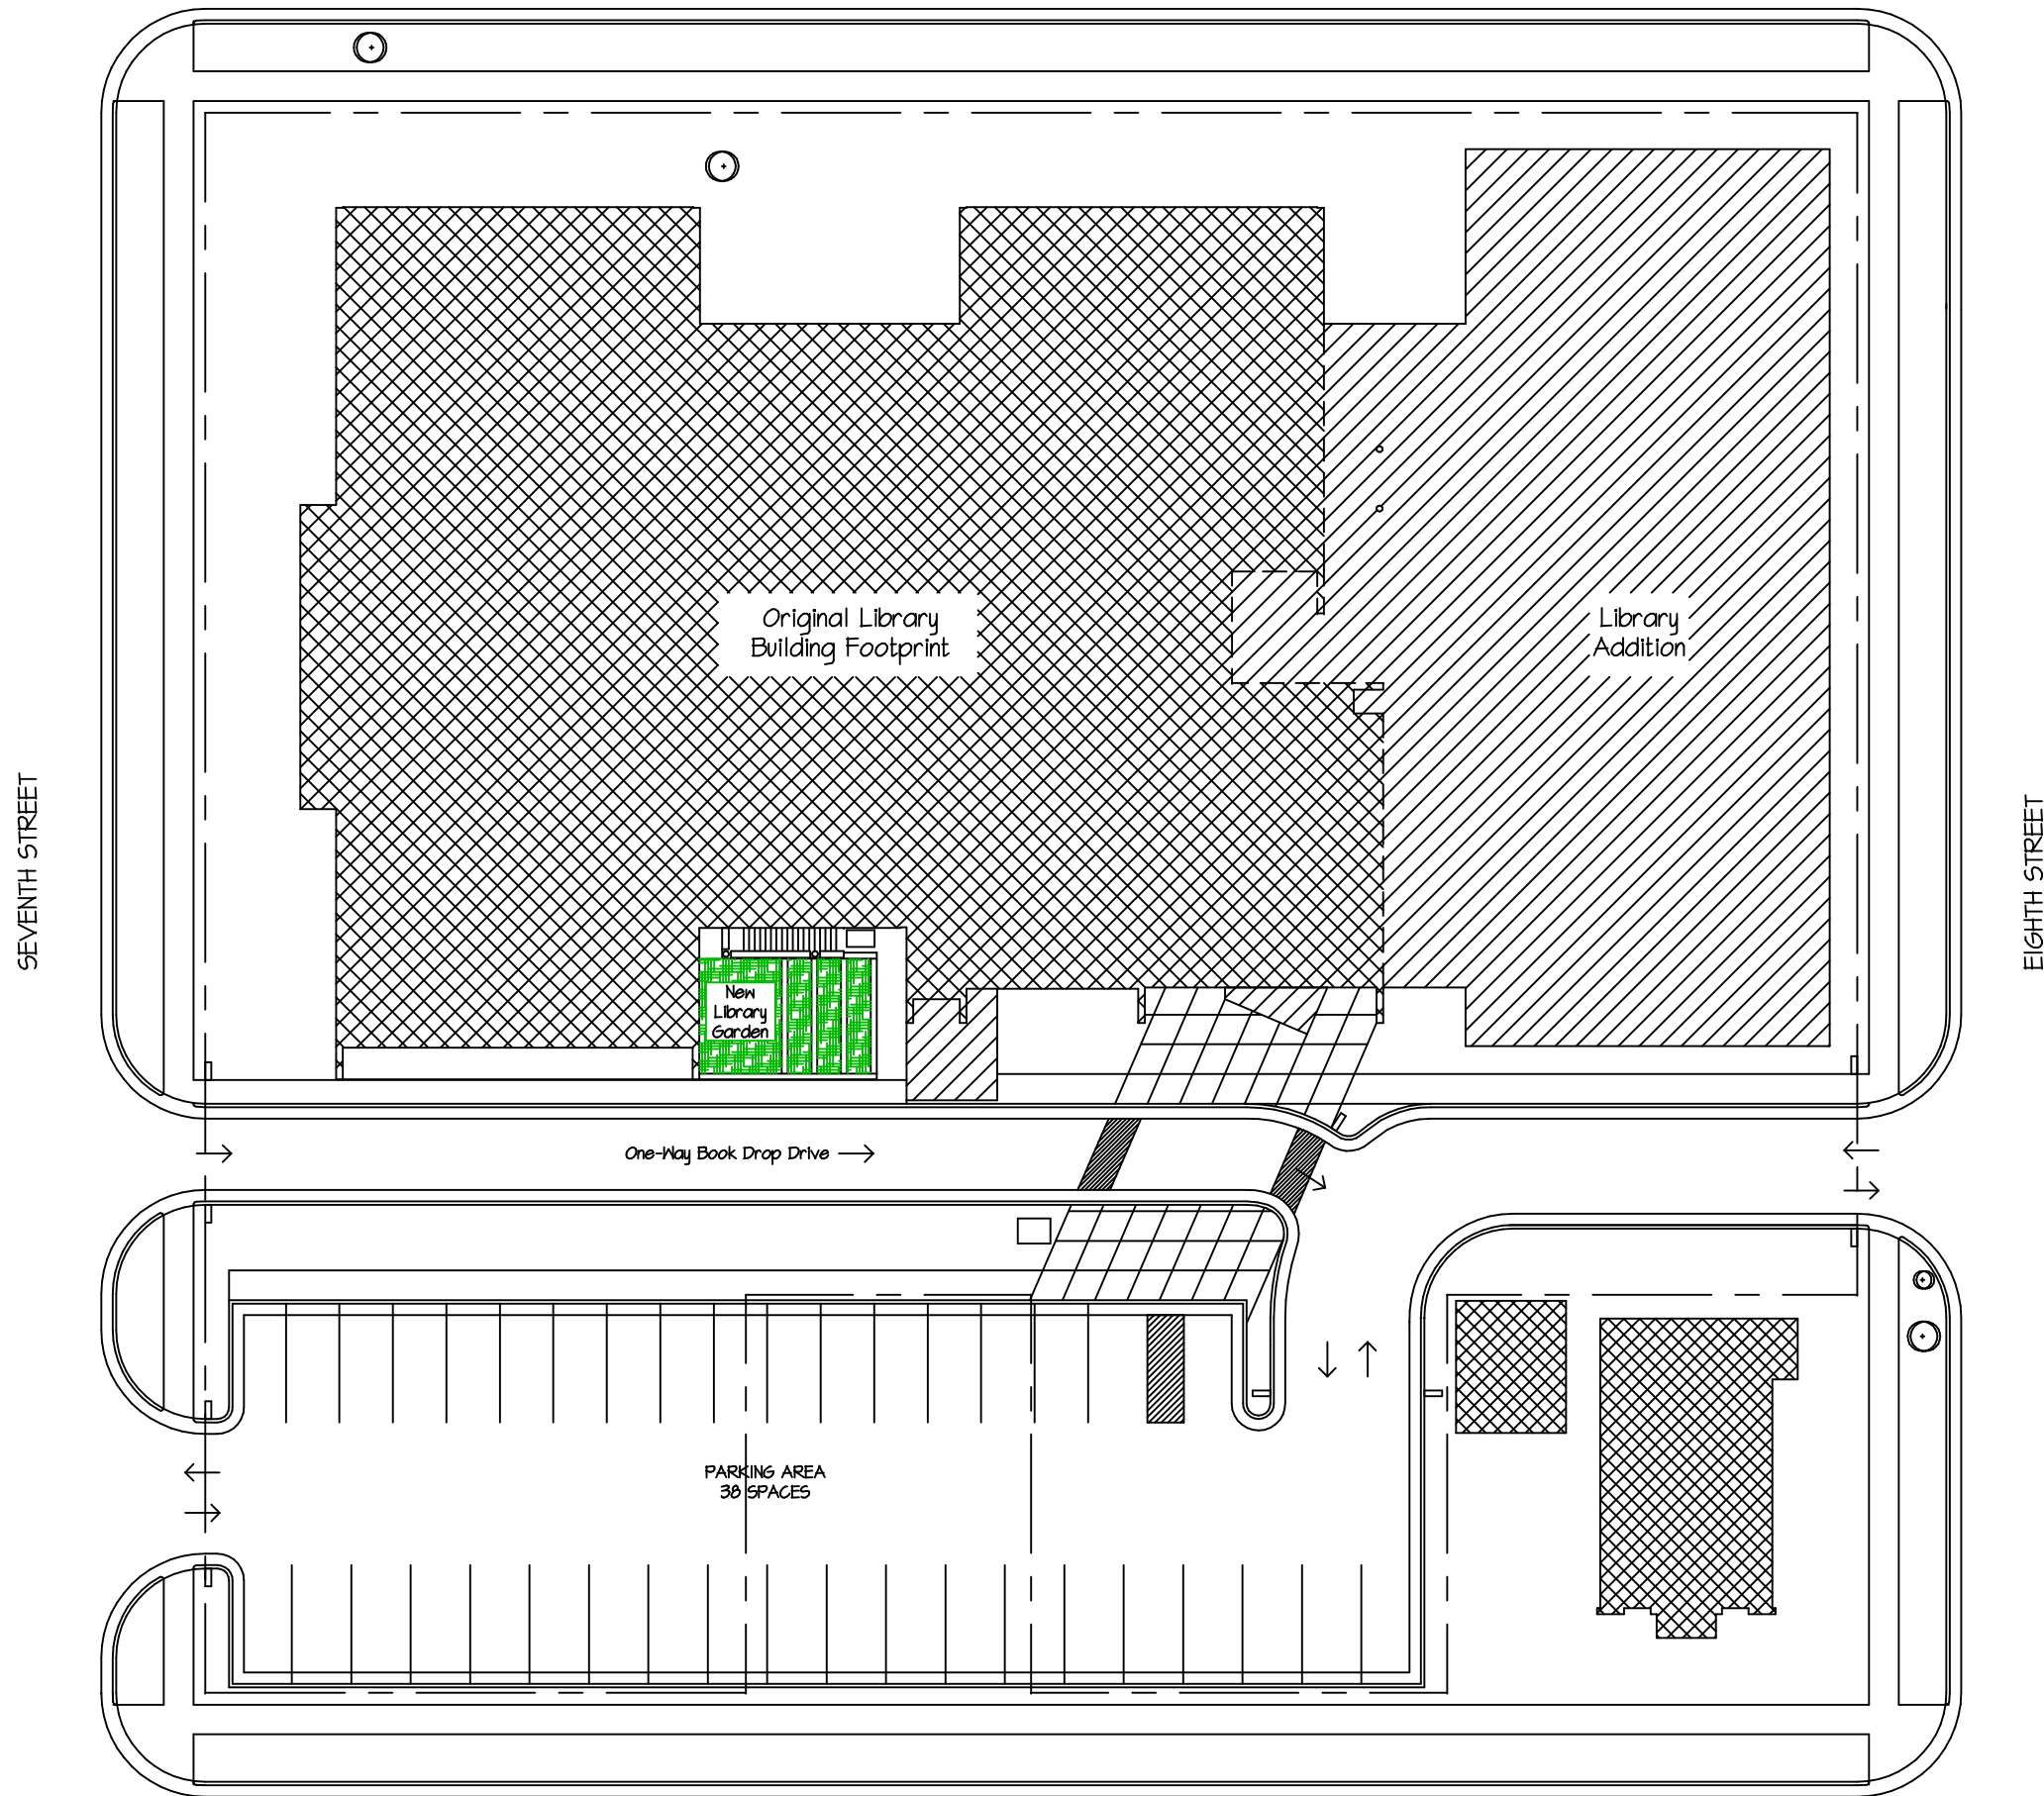 Original Library
Building Footprint
Library
Addition
SEVENTH STREET
EIGHTH STREET
New
Library
Garden
One-Way Book Drop Drive
PARKING AREA
38 SPACES